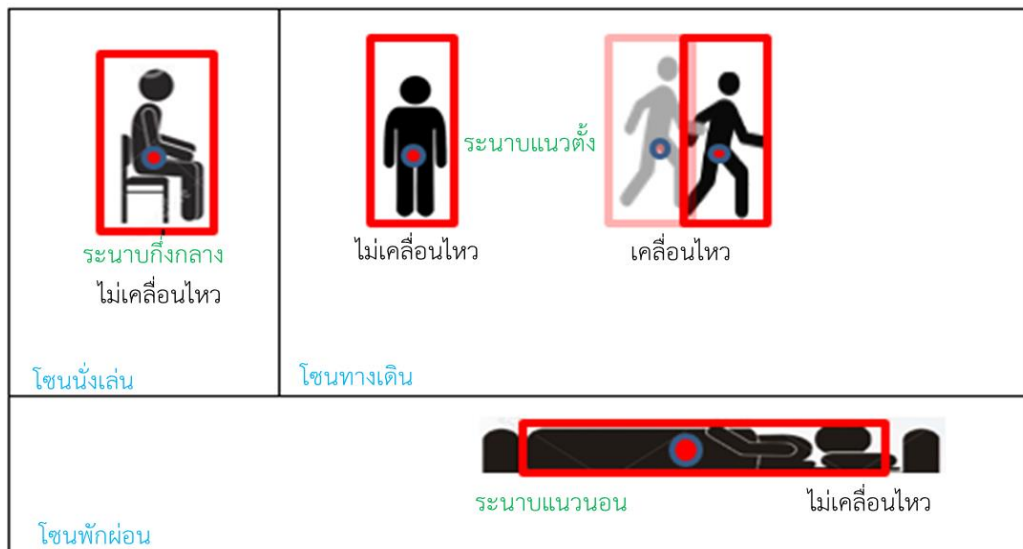 ระนาบกึ่งกลาง
ไม่เคลื่อนไหว
โซนนั่งเล่น
ระนาบแนวตั้ง
ไม่เคลื่อนไหว
เคลื่อนไหว
โซนทางเดิน
ระนาบแนวนอน
ไม่เคลื่อนไหว
โซนพักผ่อน